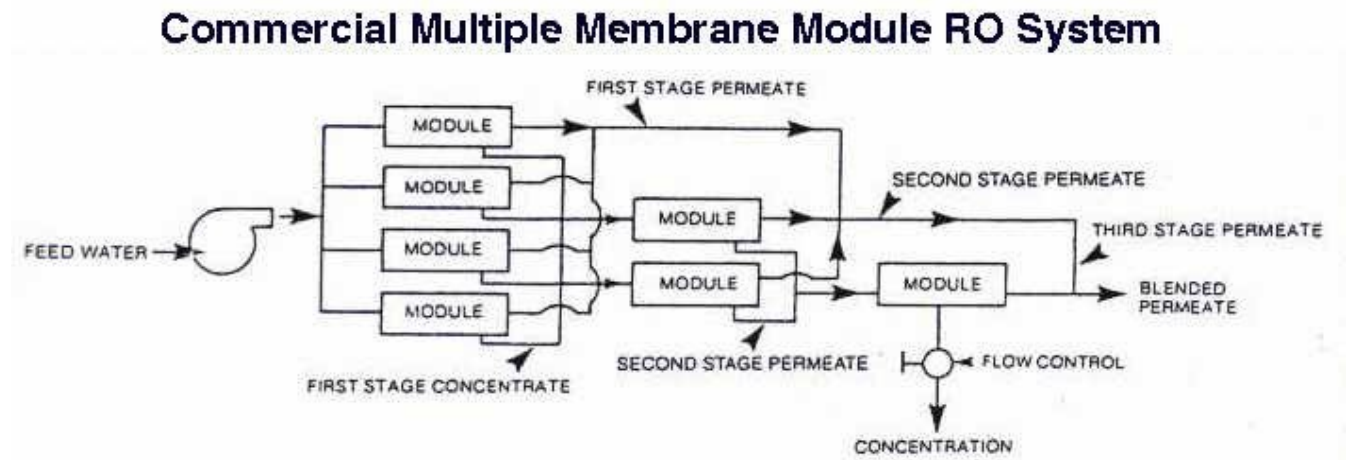 Commercial Multiple Membrane Module RO System
FIRST STAGE PERMEATE
MODULE
MODULE
SECOND STAGE PERMEATE
MODULE
FEED WATER
MODULE
THIRD STAGE PERMEATE
MODULE
MODULE
MODULE
BLENDED
PERMEATE
SECOND STAGE PERMEATE
FLOW CONTROL
FIRST STAGE CONCENTRATE
CONCENTRATION